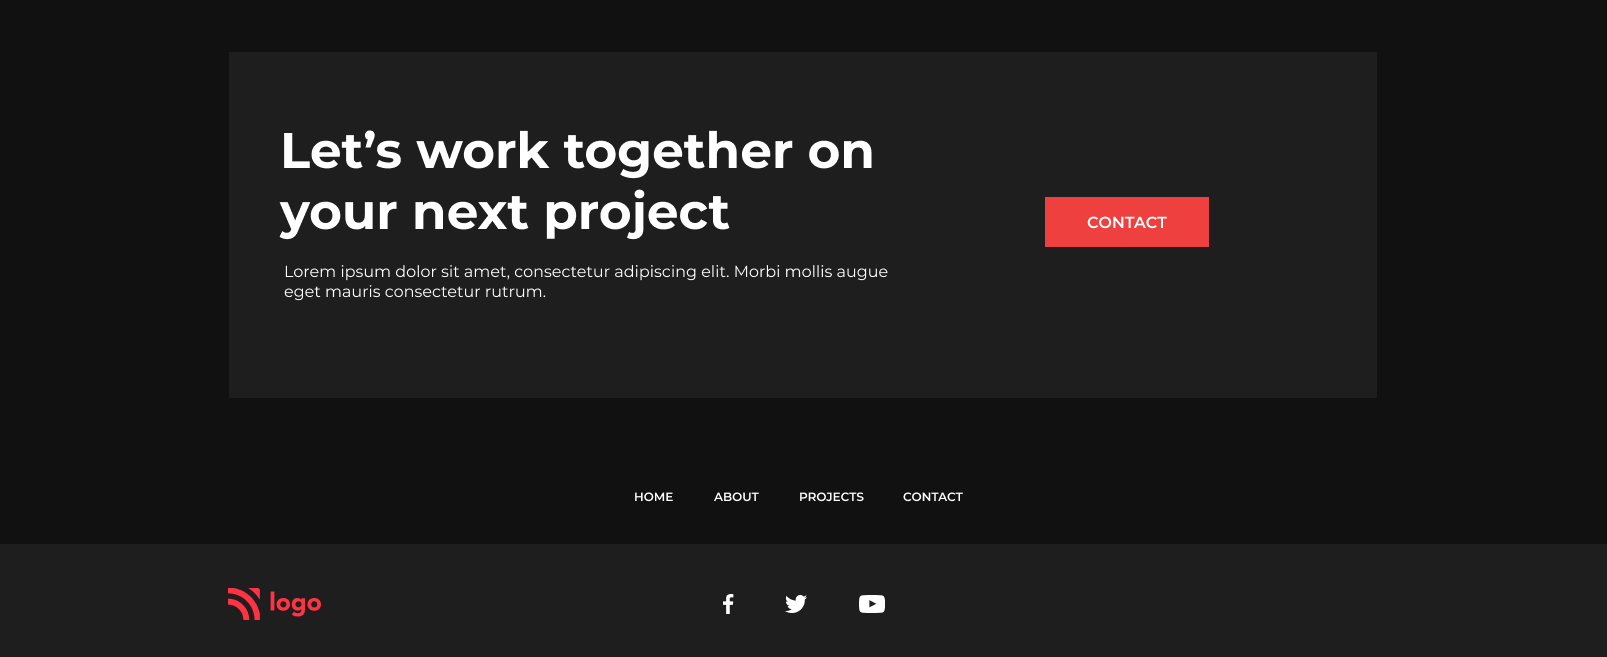 Let’s work together on
your next project
Lorem ipsum dolor sit amet, consectetur adipiscing elit. Morbi mollis augue
eget mauris consectetur rutrum.
CONTACT
HOME ABOUT PROJECTS CONTACT
logo